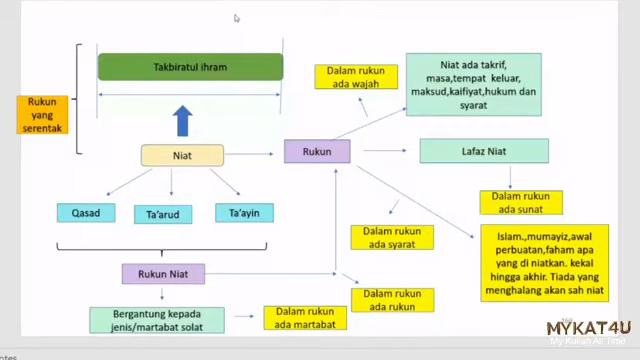 Takbiratul ihram
Rukun
yang
serentak
Dalam rukun
ada wajah
Niat ada takrif,
masa,tempat keluar,
maksud,kaifiyat,hukum dan
syarat
Niat
Rukun
Lafaz Niat
Qasad
Ta'arud
Ta'ayin
Dalam rukun
ada sunat
Dalam rukun
ada syarat
Islam.,mumayiz,awal
perbuatan,faham apa
yang di niatkan. kekal
hingga akhir. Tiada yang
menghalang akan sah niat
Rukun Niat
Dalam rukun
ada rukun
Bergantung kepada
jenis/martabat solat
Dalam rukun
ada martabat
MYKAT4U
My Kuliah All Time
otes